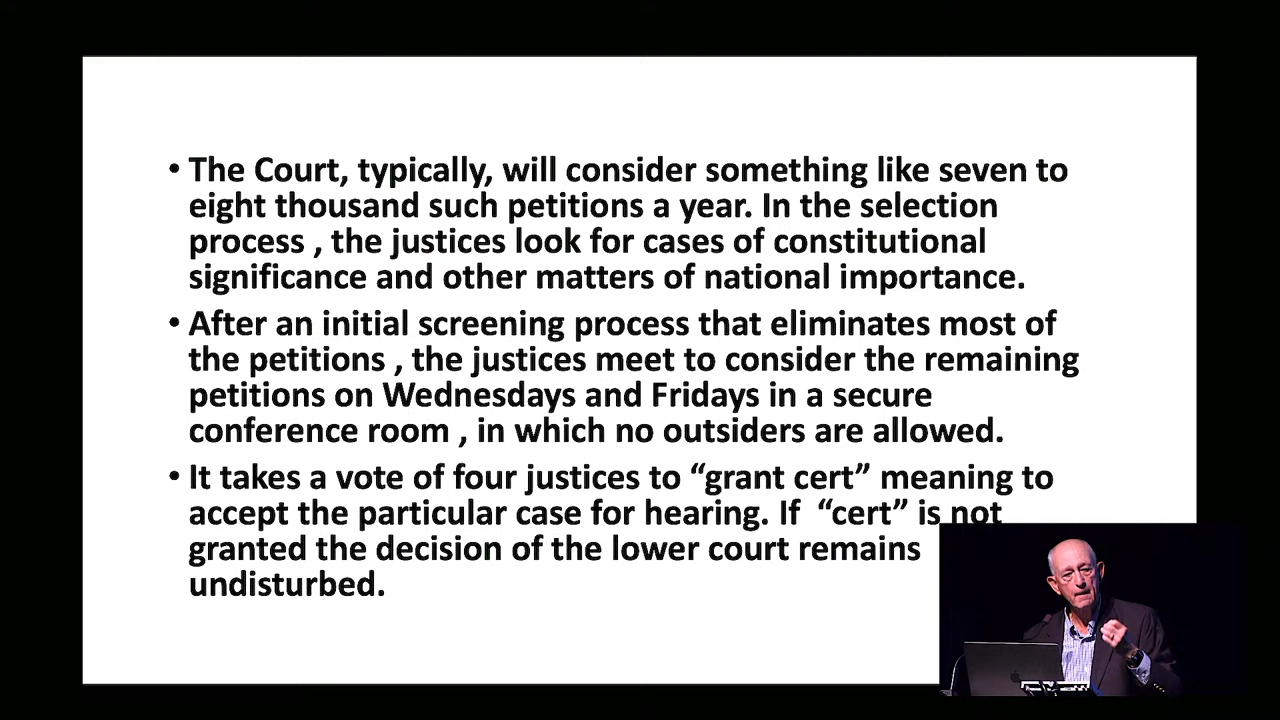 • The Court, typically, will consider something like seven to
eight thousand such petitions a year. In the selection
process , the justices look for cases of constitutional
significance and other matters of national importance.
• After an initial screening process that eliminates most of
the petitions , the justices meet to consider the remaining
petitions on Wednesdays and Fridays in a secure
conference room , in which no outsiders are allowed.
• It takes a vote of four justices to “grant cert” meaning to
accept the particular case for hearing. If  “cert” is not
granted the decision of the lower court remains
undisturbed.